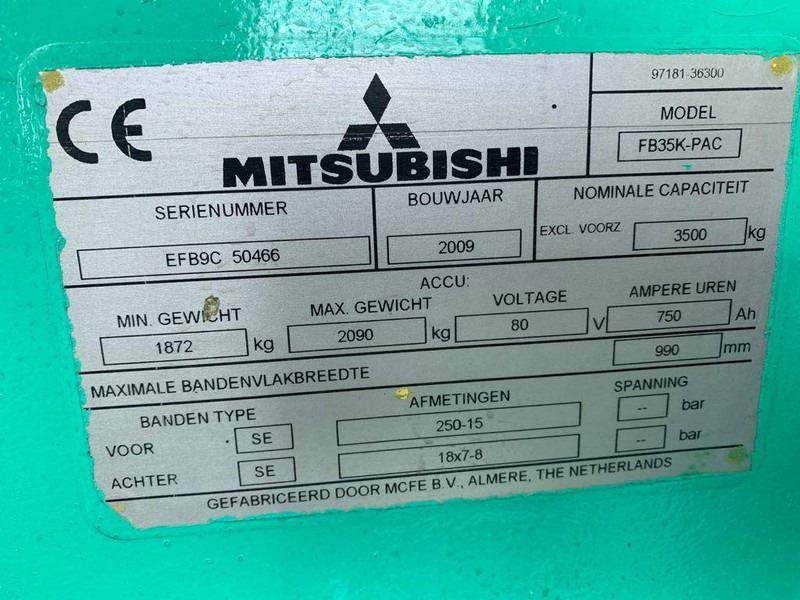 CE
97181-36300
MODEL
FB35K-PAC
MITSUBISHI
SERIENUMMER
EFB9C 50466
BOUWJAAR
2009
NOMINALE CAPACITEIT
EXCL VOORZ. 3500 kg
ACCU:
MIN. GEWICHT MAX. GEWICHT VOLTAGE AMPERE UREN
1872 kg 2090 kg 80 V 750 Ah
MAXIMALE BANDENVLAKBREEDTE 990 mm
BANDEN TYPE AFMETINGEN SPANNING
VOOR SE 250-15 -- bar
ACHTER SE 18x7-8 -- bar
GEFABRICEERD DOOR MCFE B.V., ALMERE, THE NETHERLANDS